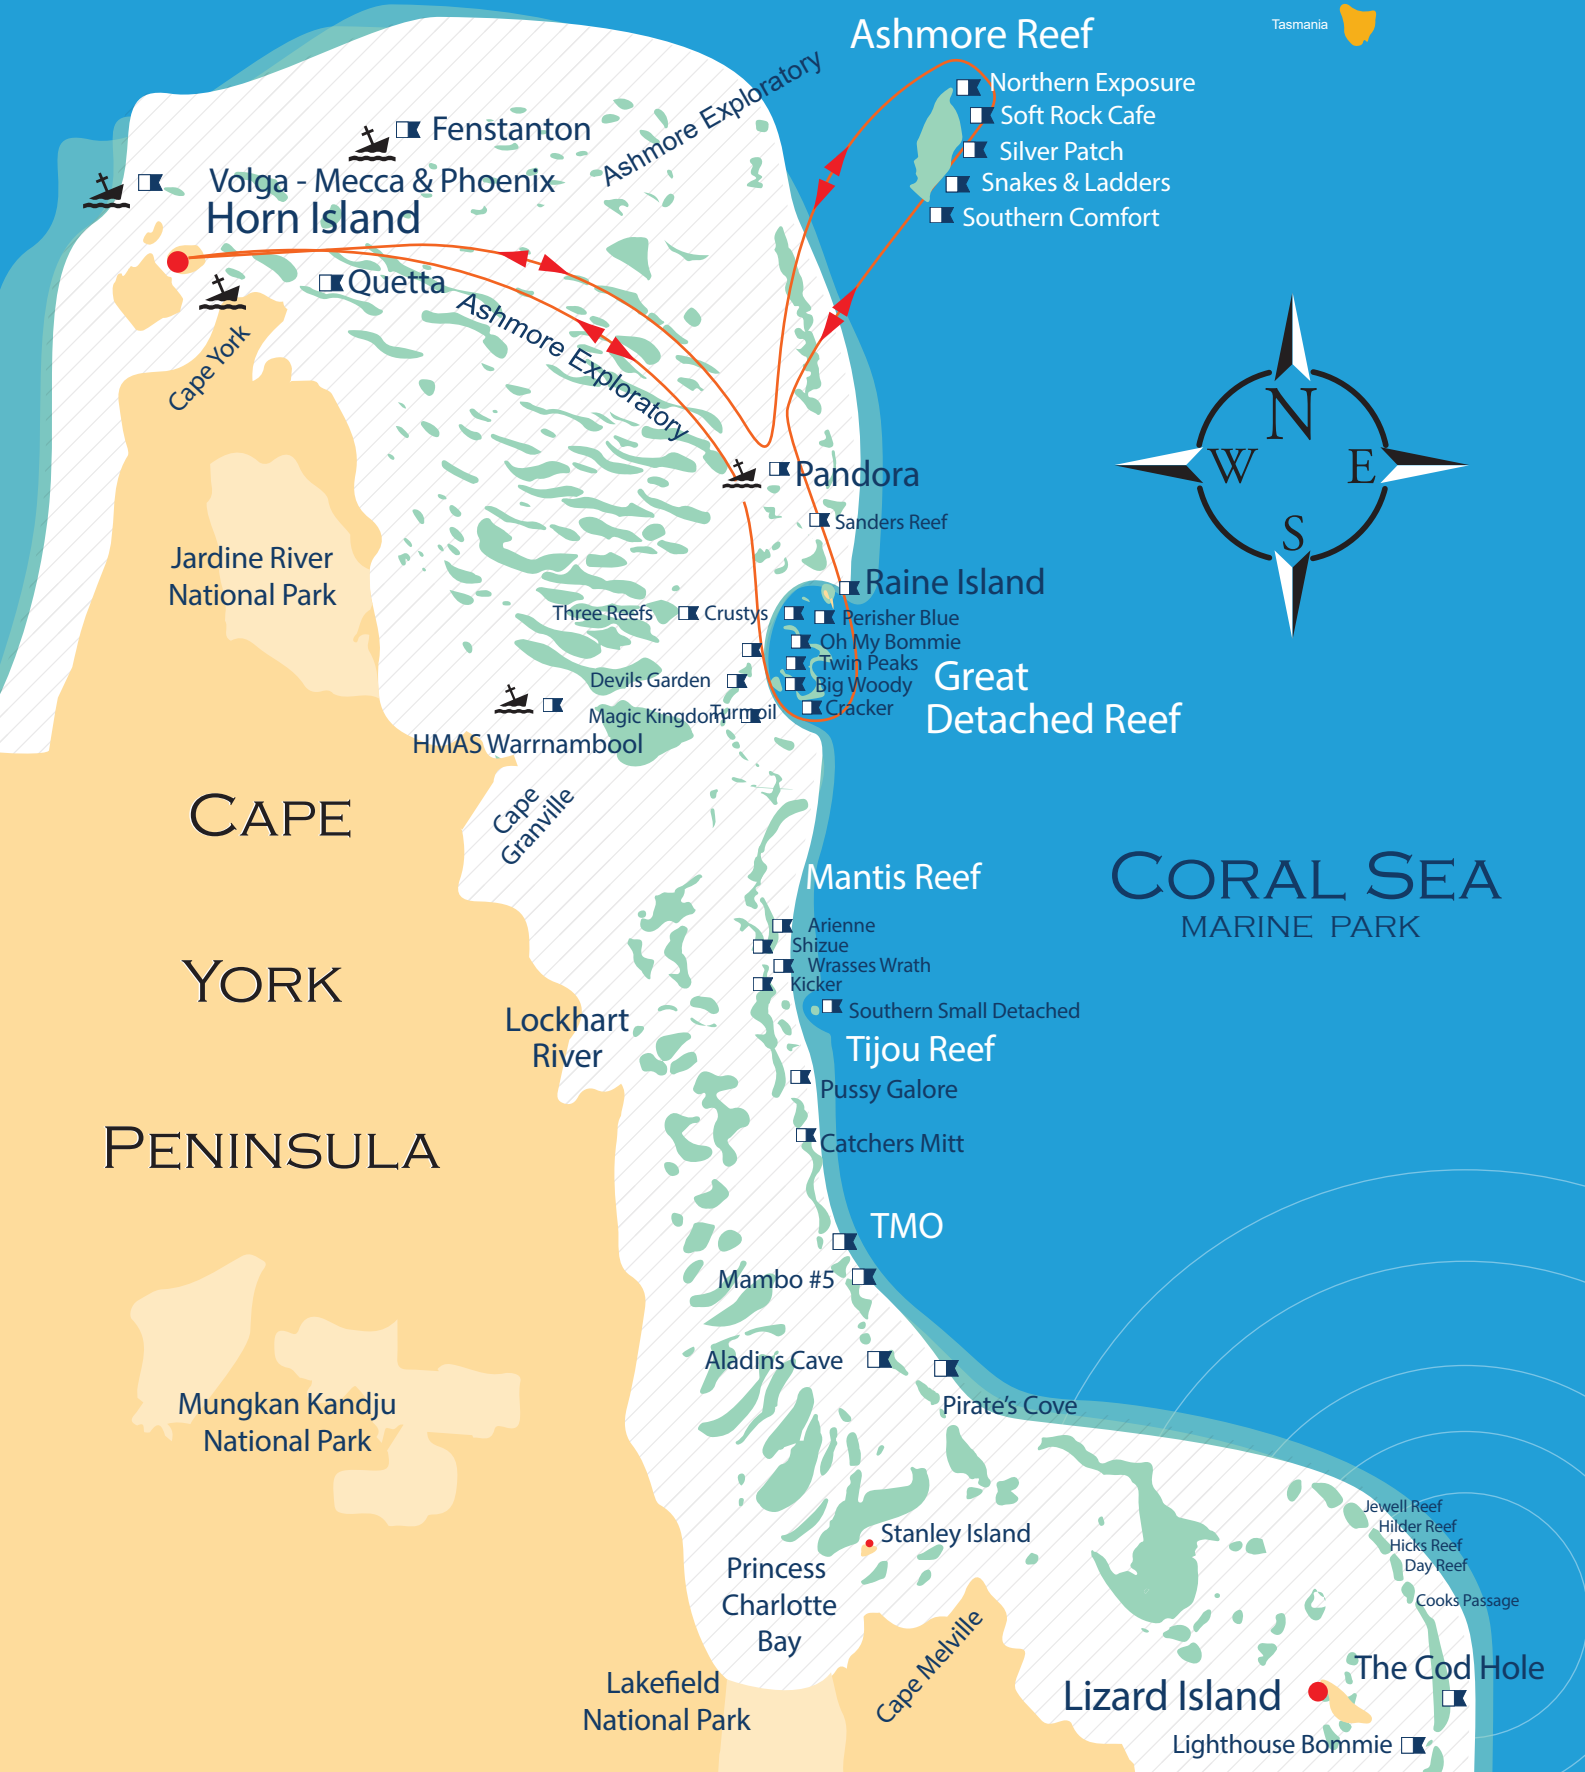 Tasmania
Ashmore Reef
Northern Exposure
Soft Rock Cafe
Silver Patch
Snakes & Ladders
Southern Comfort
Ashmore Exploratory
Fenstanton
Volga - Mecca & Phoenix
Horn Island
Quetta
Ashmore Exploratory
Cape York
N
W
E
S
Pandora
Sanders Reef
Jardine River
National Park
Raine Island
Three Reefs
Crustys
Perisher Blue
Oh My Bommie
Twin Peaks
Devils Garden
Big Woody
Great
Detached Reef
Magic Kingdom
Turmoil
Cracker
HMAS Warrnambool
Cape
Granville
CAPE
YORK
PENINSULA
Mantis Reef
CORAL SEA
MARINE PARK
Arienne
Shizue
Wrasses Wrath
Kicker
Southern Small Detached
Lockhart
River
Tijou Reef
Pussy Galore
Catchers Mitt
TMO
Mambo #5
Aladins Cave
Pirate's Cove
Mungkan Kandju
National Park
Jewell Reef
Hilder Reef
Hicks Reef
Day Reef
Cooks Passage
Stanley Island
Princess
Charlotte
Bay
Cape Melville
Lakefield
National Park
The Cod Hole
Lizard Island
Lighthouse Bommie